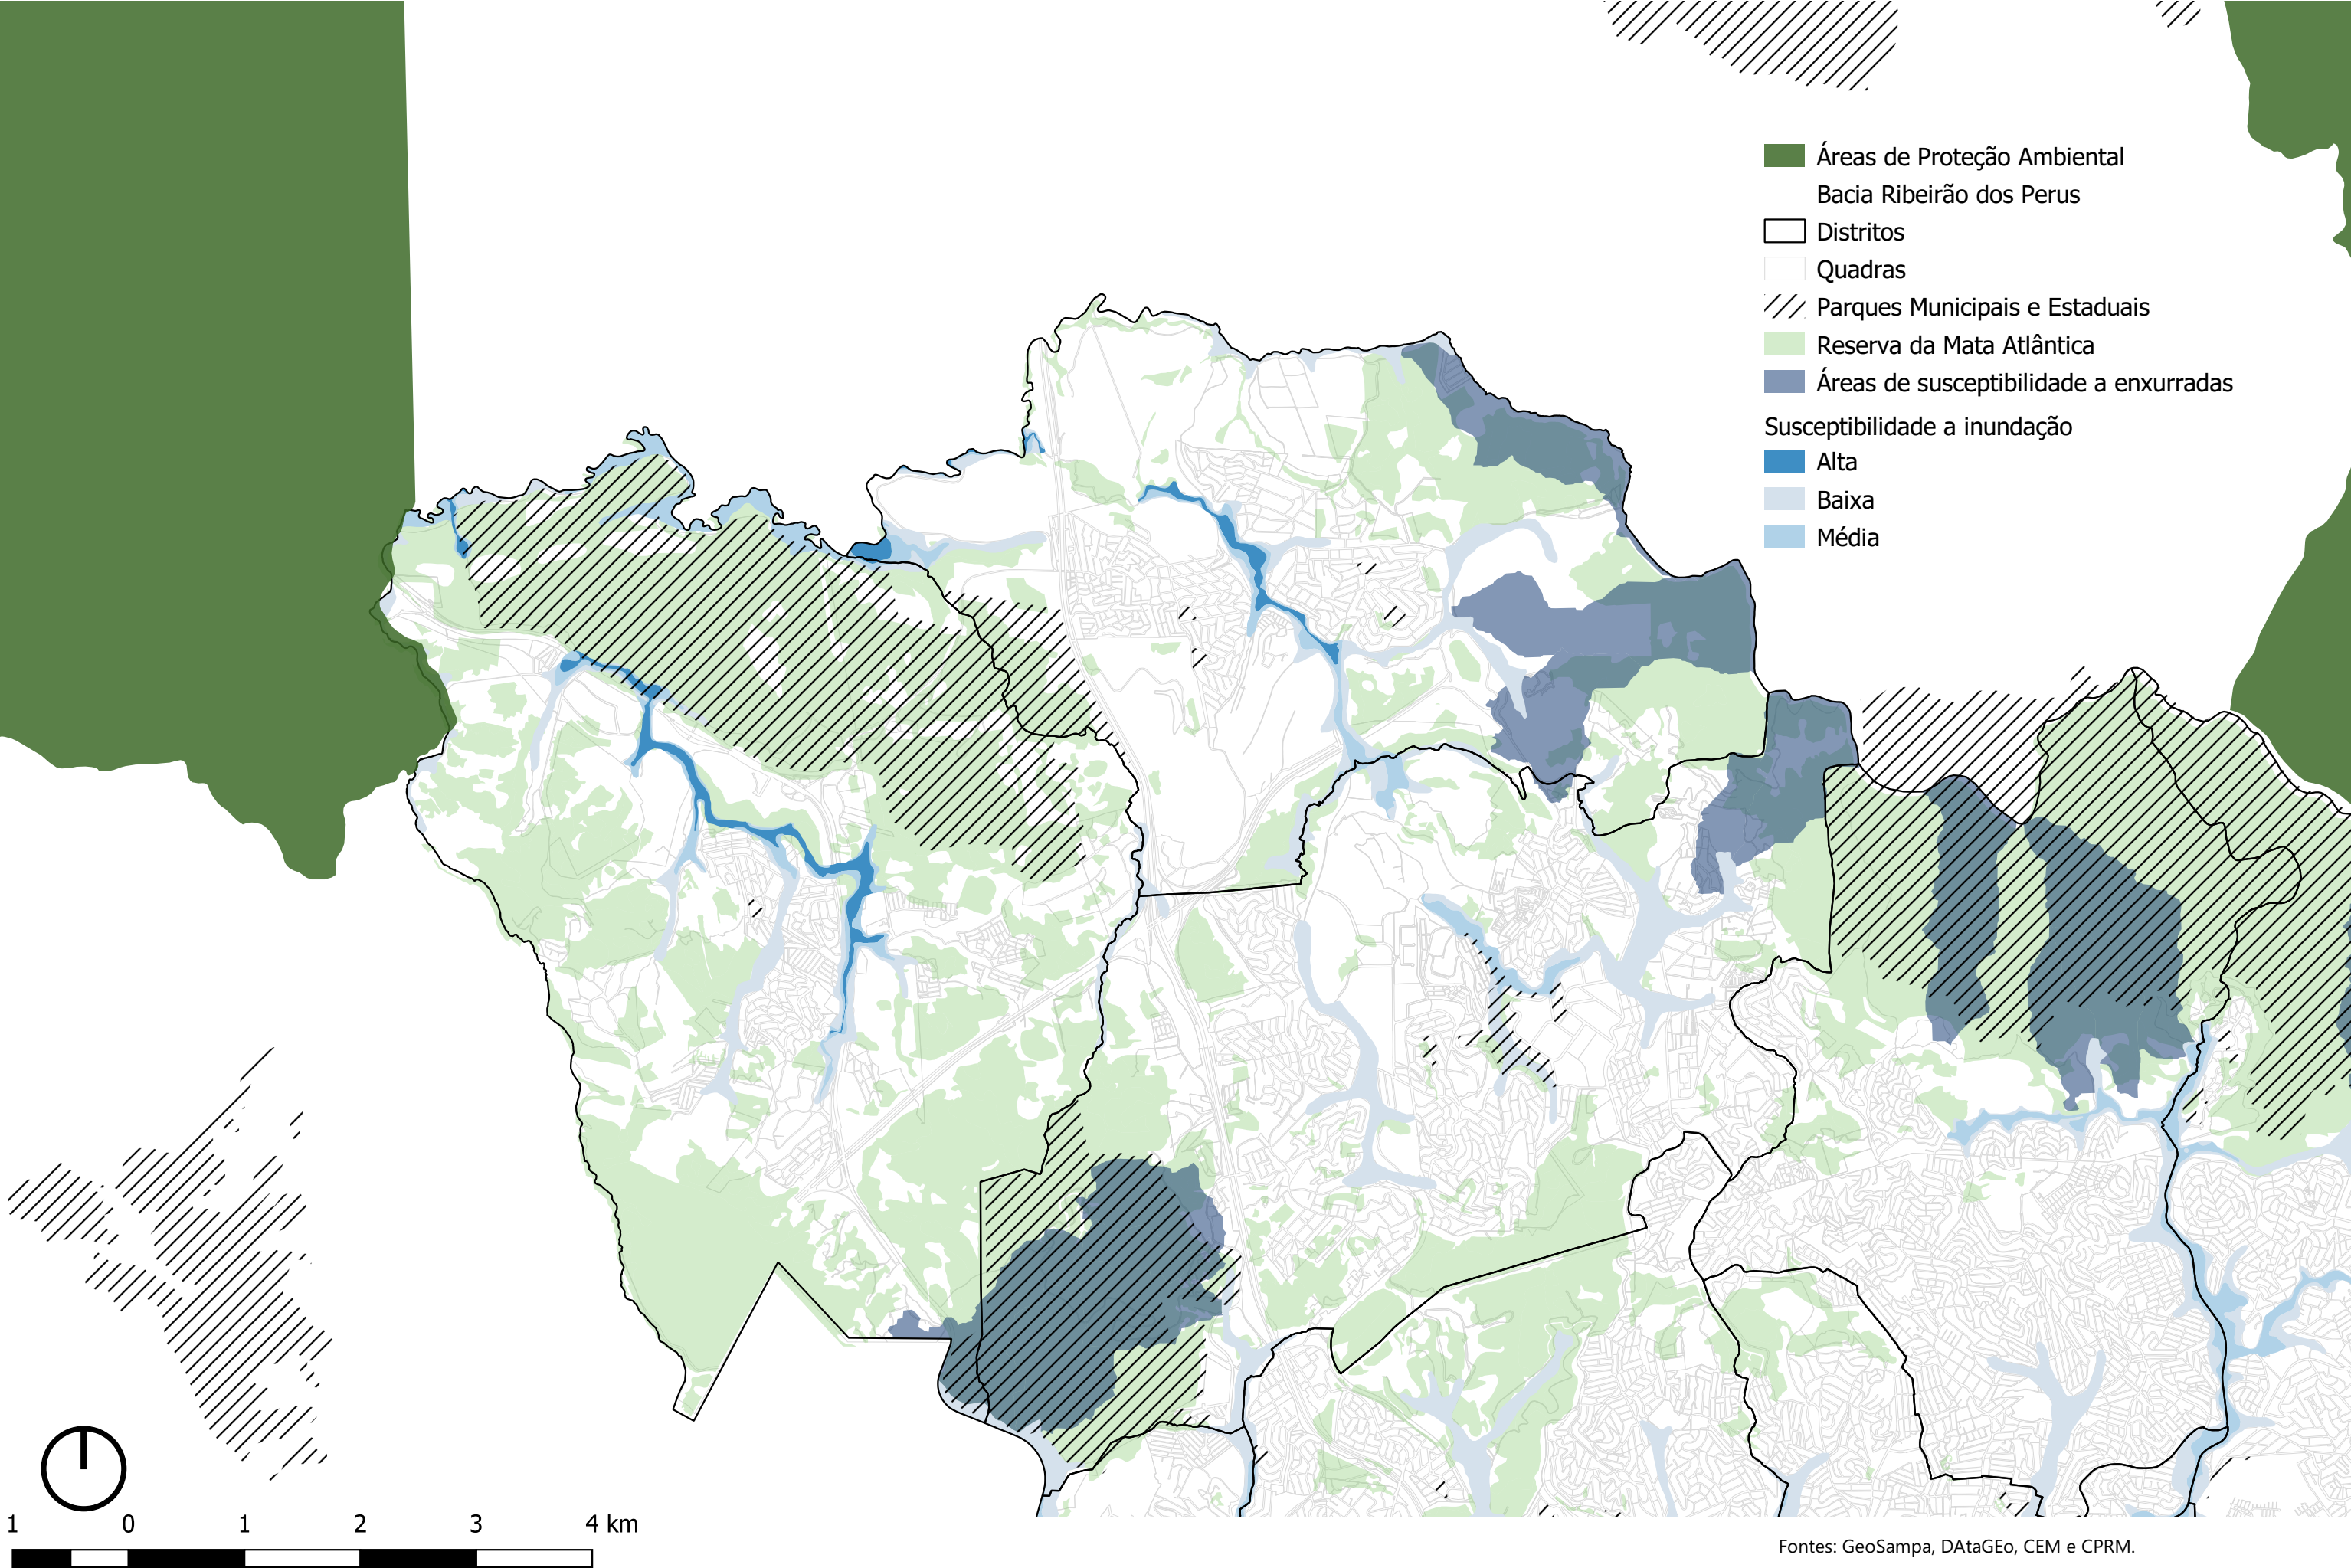 Áreas de Proteção Ambiental
Bacia Ribeirão dos Perus
Distritos
Quadras
Parques Municipais e Estaduais
Reserva da Mata Atlântica
Áreas de susceptibilidade a enxurradas
Susceptibilidade a inundação
Alta
Baixa
Média
1 0 1 2 3 4 km
Fontes: GeoSampa, DAtaGEo, CEM e CPRM.